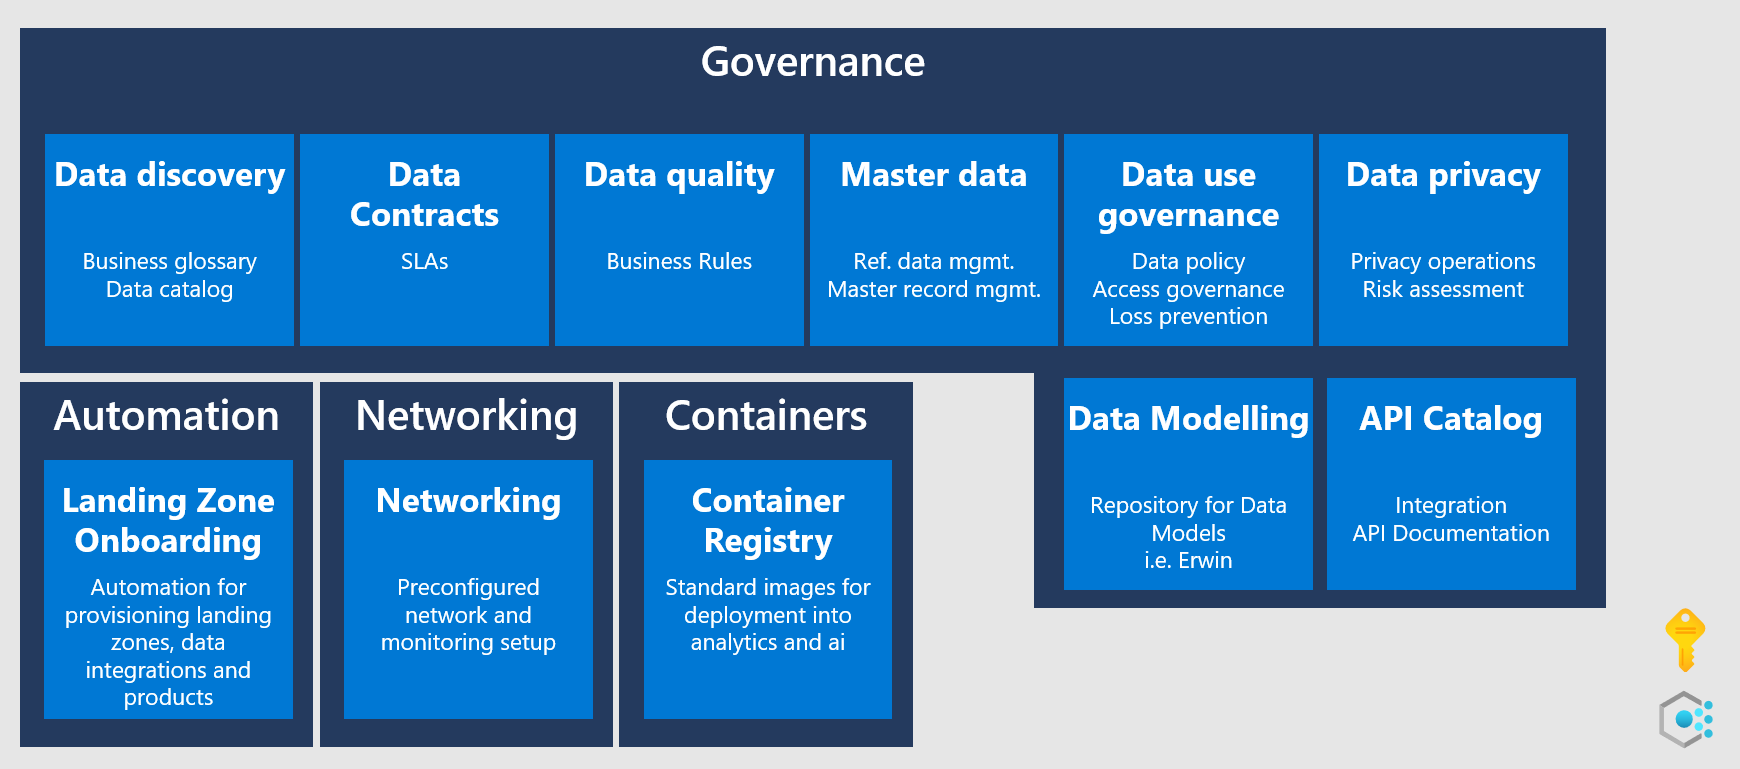 Governance
Data discovery
Business glossary
Data catalog
Data
Contracts
SLAs
Data quality
Business Rules
Master data
Ref. data mgmt.
Master record mgmt.
Data use
governance
Data policy
Access governance
Loss prevention
Data privacy
Privacy operations
Risk assessment
Data Modelling
Repository for Data
Models
i.e. Erwin
API Catalog
Integration
API Documentation
Automation
Landing Zone
Onboarding
Automation for
provisioning landing
zones, data
integrations and
products
Networking
Networking
Preconfigured
network and
monitoring setup
Containers
Container
Registry
Standard images for
deployment into
analytics and ai